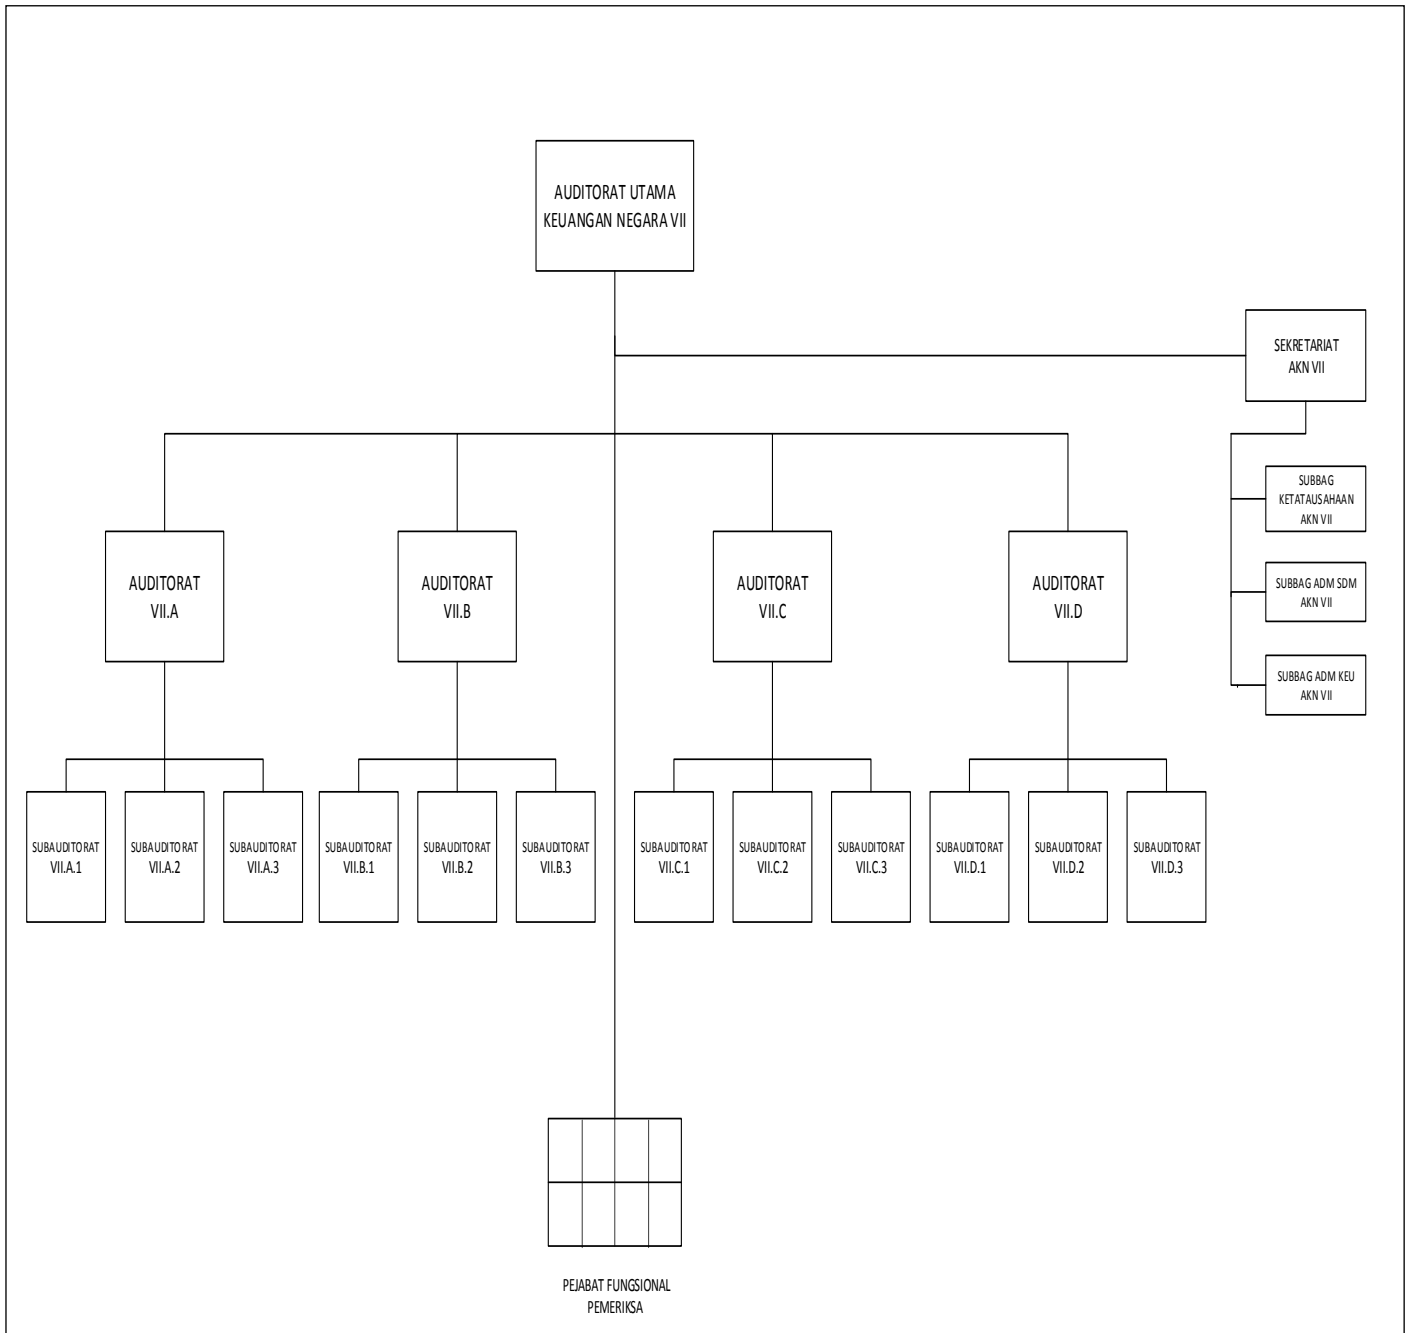 AUDITORAT UTAMA
KEUANGAN NEGARA VII
SEKRETARIAT
AKN VII
SUBBAG
KETATAUSAHAAN
AKN VII
SUBBAG ADM SDM
AKN VII
SUBBAG ADM KEU
AKN VII
AUDITORAT
VII.A
AUDITORAT
VII.B
AUDITORAT
VII.C
AUDITORAT
VII.D
SUBAUDITORAT
VII.A.1
SUBAUDITORAT
VII.A.2
SUBAUDITORAT
VII.A.3
SUBAUDITORAT
VII.B.1
SUBAUDITORAT
VII.B.2
SUBAUDITORAT
VII.B.3
SUBAUDITORAT
VII.C.1
SUBAUDITORAT
VII.C.2
SUBAUDITORAT
VII.C.3
SUBAUDITORAT
VII.D.1
SUBAUDITORAT
VII.D.2
SUBAUDITORAT
VII.D.3
PEJABAT FUNGSIONAL
PEMERIKSA